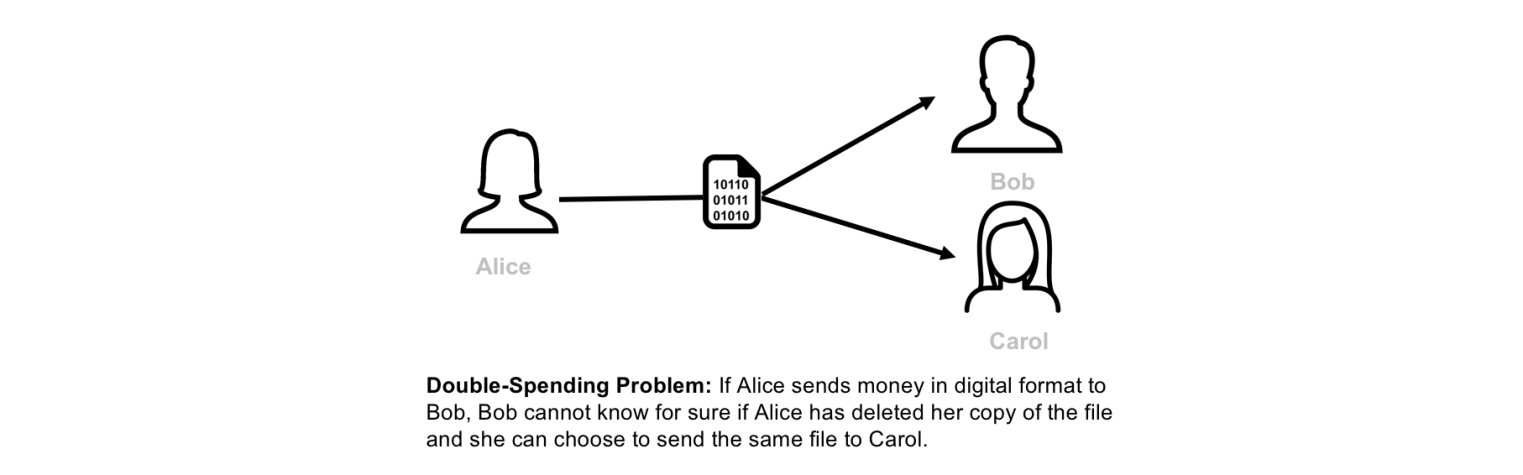 Bob
10110
01011
01010
Alice
Carol
Double-Spending Problem: If Alice sends money in digital format to
Bob, Bob cannot know for sure if Alice has deleted her copy of the file
and she can choose to send the same file to Carol.